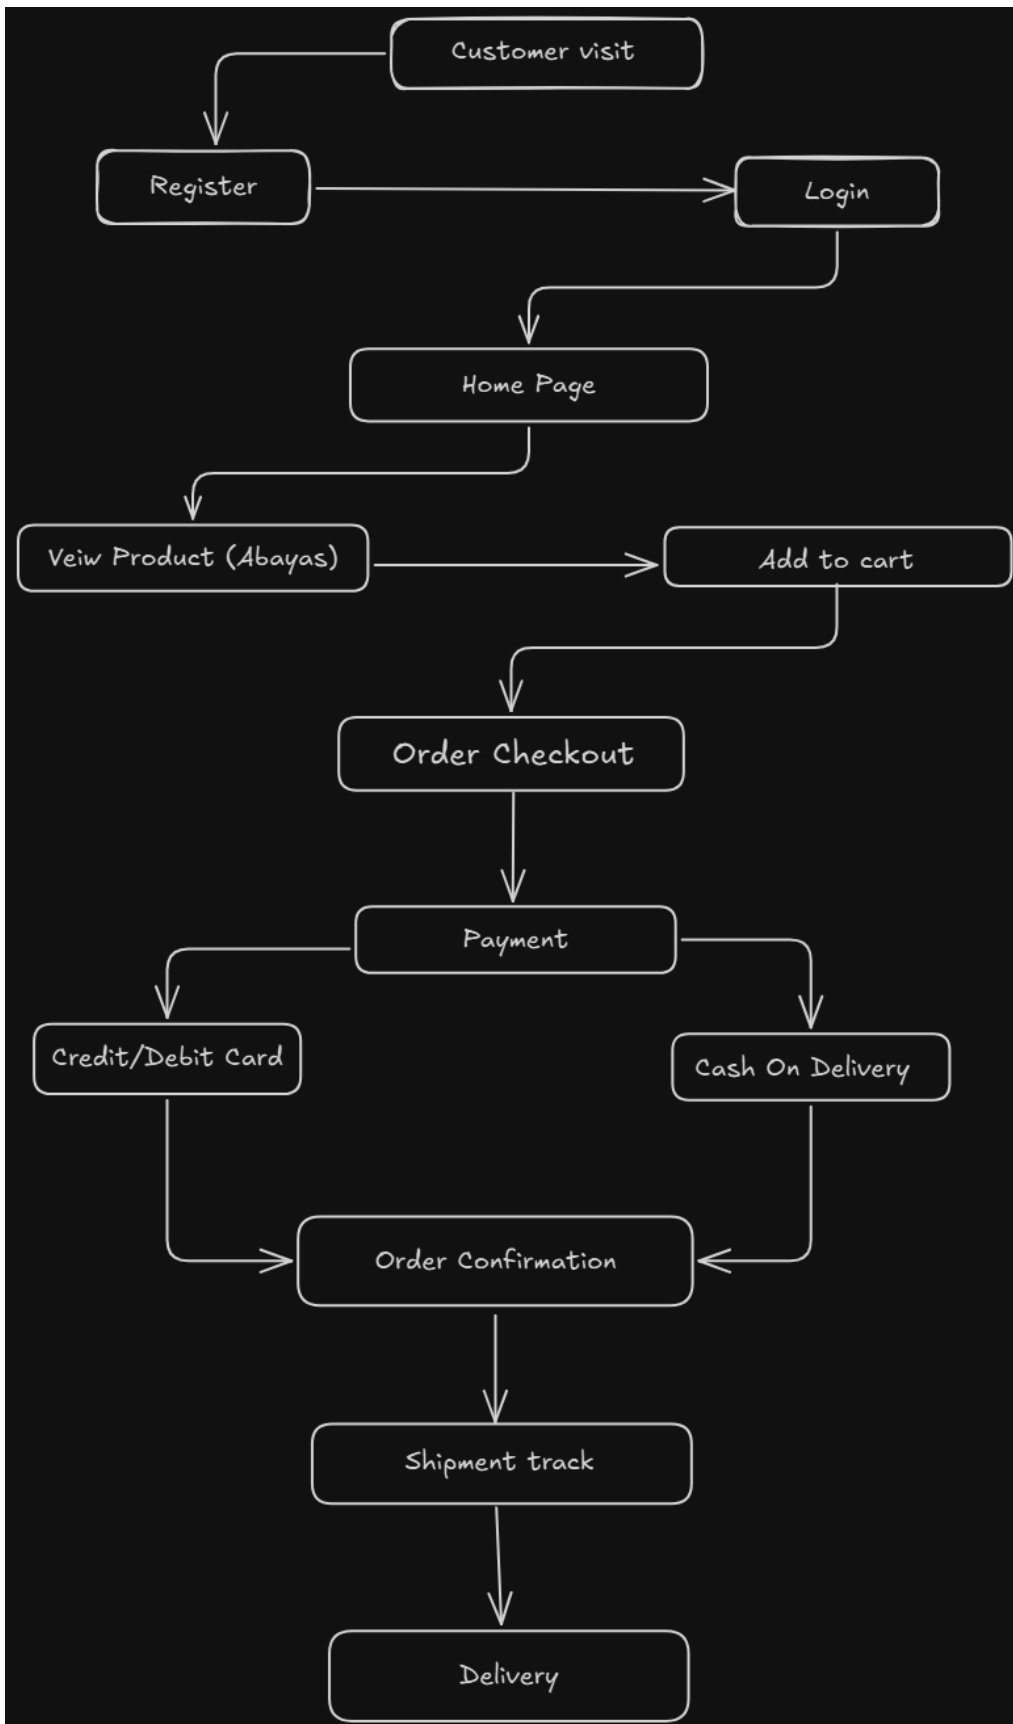 Customer visit
Register
Login
Home Page
Veiw Product (Abayas)
Add to cart
Order Checkout
Payment
Credit/Debit Card
Cash On Delivery
Order Confirmation
Shipment track
Delivery